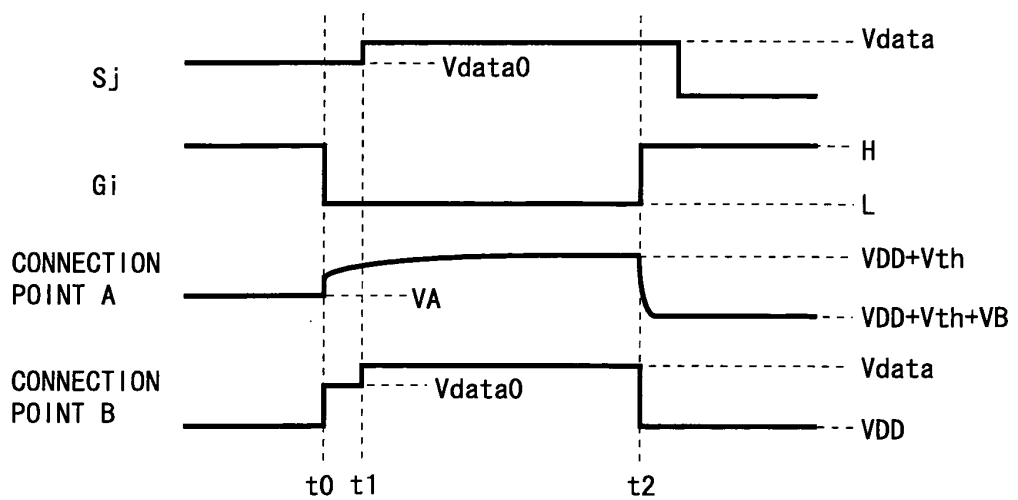 Vdata
Sj
Vdata0
H
Gi
L
CONNECTION
POINT A
VDD+Vth
VA
VDD+Vth+VB
CONNECTION
POINT B
Vdata
Vdata0
VDD
t0 t1 t2